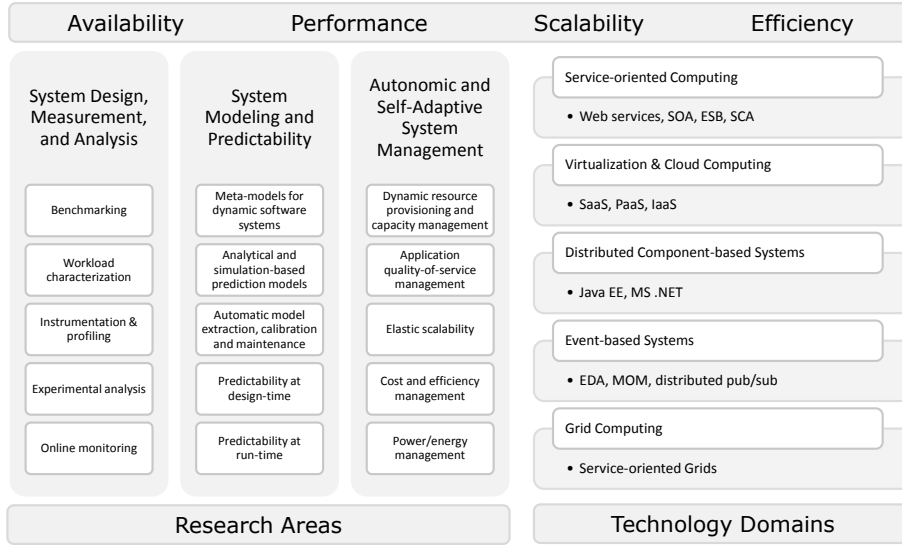 Availability Performance Scalability Efficiency
System Design,
Measurement,
and Analysis
Benchmarking
Workload
characterization
Instrumentation &
profiling
Experimental analysis
Online monitoring
System
Modeling and
Predictability
Meta-models for
dynamic software
systems
Analytical and
simulation-based
prediction models
Automatic model
extraction, calibration
and maintenance
Predictability at
design-time
Predictability at
run-time
Autonomic and
Self-Adaptive
System
Management
Dynamic resource
provisioning and
capacity management
Application
quality-of-service
management
Elastic scalability
Cost and efficiency
management
Power/energy
management
Research Areas
Service-oriented Computing
• Web services, SOA, ESB, SCA
Virtualization & Cloud Computing
• SaaS, PaaS, IaaS
Distributed Component-based Systems
• Java EE, MS .NET
Event-based Systems
• EDA, MOM, distributed pub/sub
Grid Computing
• Service-oriented Grids
Technology Domains